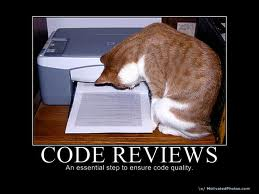 CODE REVIEWS
An essential step to ensure code quality.
MotivatedPhotos.com